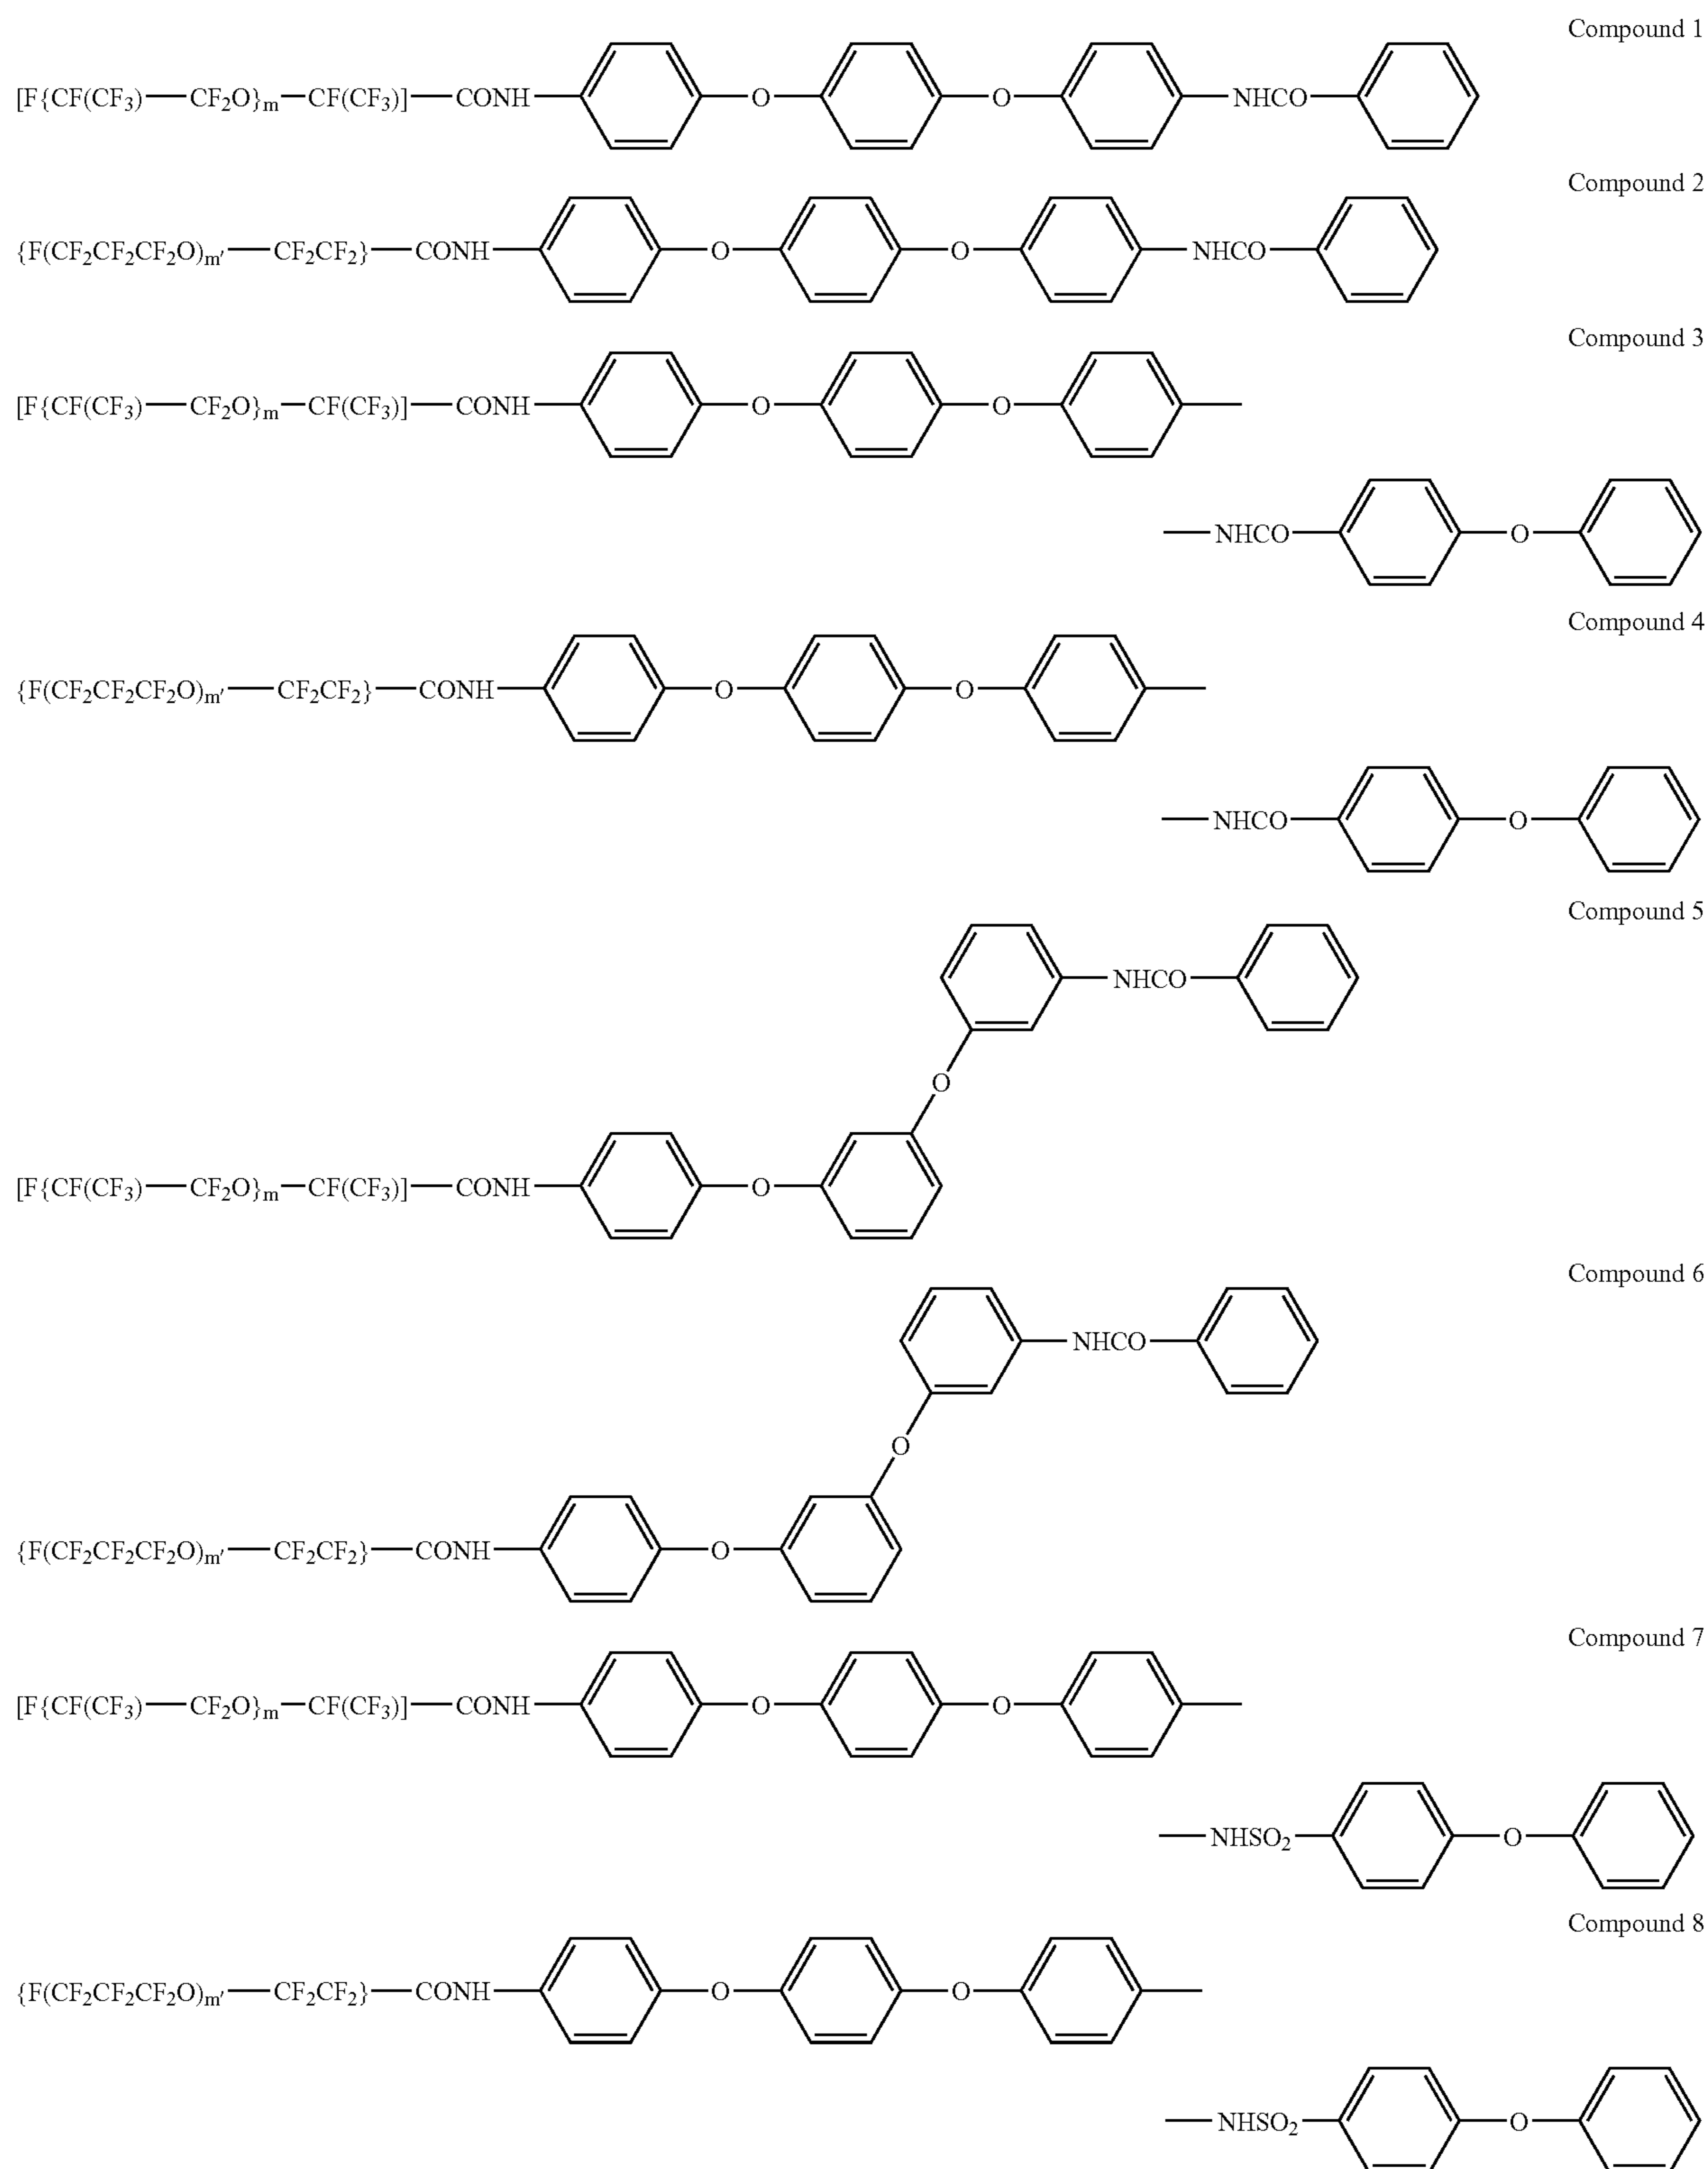 Compound 1
[F{CF(CF₃)—CF₂O}ₘ—CF(CF₃)]—CONH—O—O—NHCO
Compound 2
{F(CF₂CF₂CF₂O)ₘ′—CF₂CF₂}—CONH—O—O—NHCO
Compound 3
[F{CF(CF₃)—CF₂O}ₘ—CF(CF₃)]—CONH—O—O—
—NHCO—O
Compound 4
{F(CF₂CF₂CF₂O)ₘ′—CF₂CF₂}—CONH—O—O—
—NHCO—O
Compound 5
NHCO
O
[F{CF(CF₃)—CF₂O}ₘ—CF(CF₃)]—CONH—O
Compound 6
NHCO
O
{F(CF₂CF₂CF₂O)ₘ′—CF₂CF₂}—CONH—O
Compound 7
[F{CF(CF₃)—CF₂O}ₘ—CF(CF₃)]—CONH—O—O—
—NHSO₂—O
Compound 8
{F(CF₂CF₂CF₂O)ₘ′—CF₂CF₂}—CONH—O—O—
—NHSO₂—O